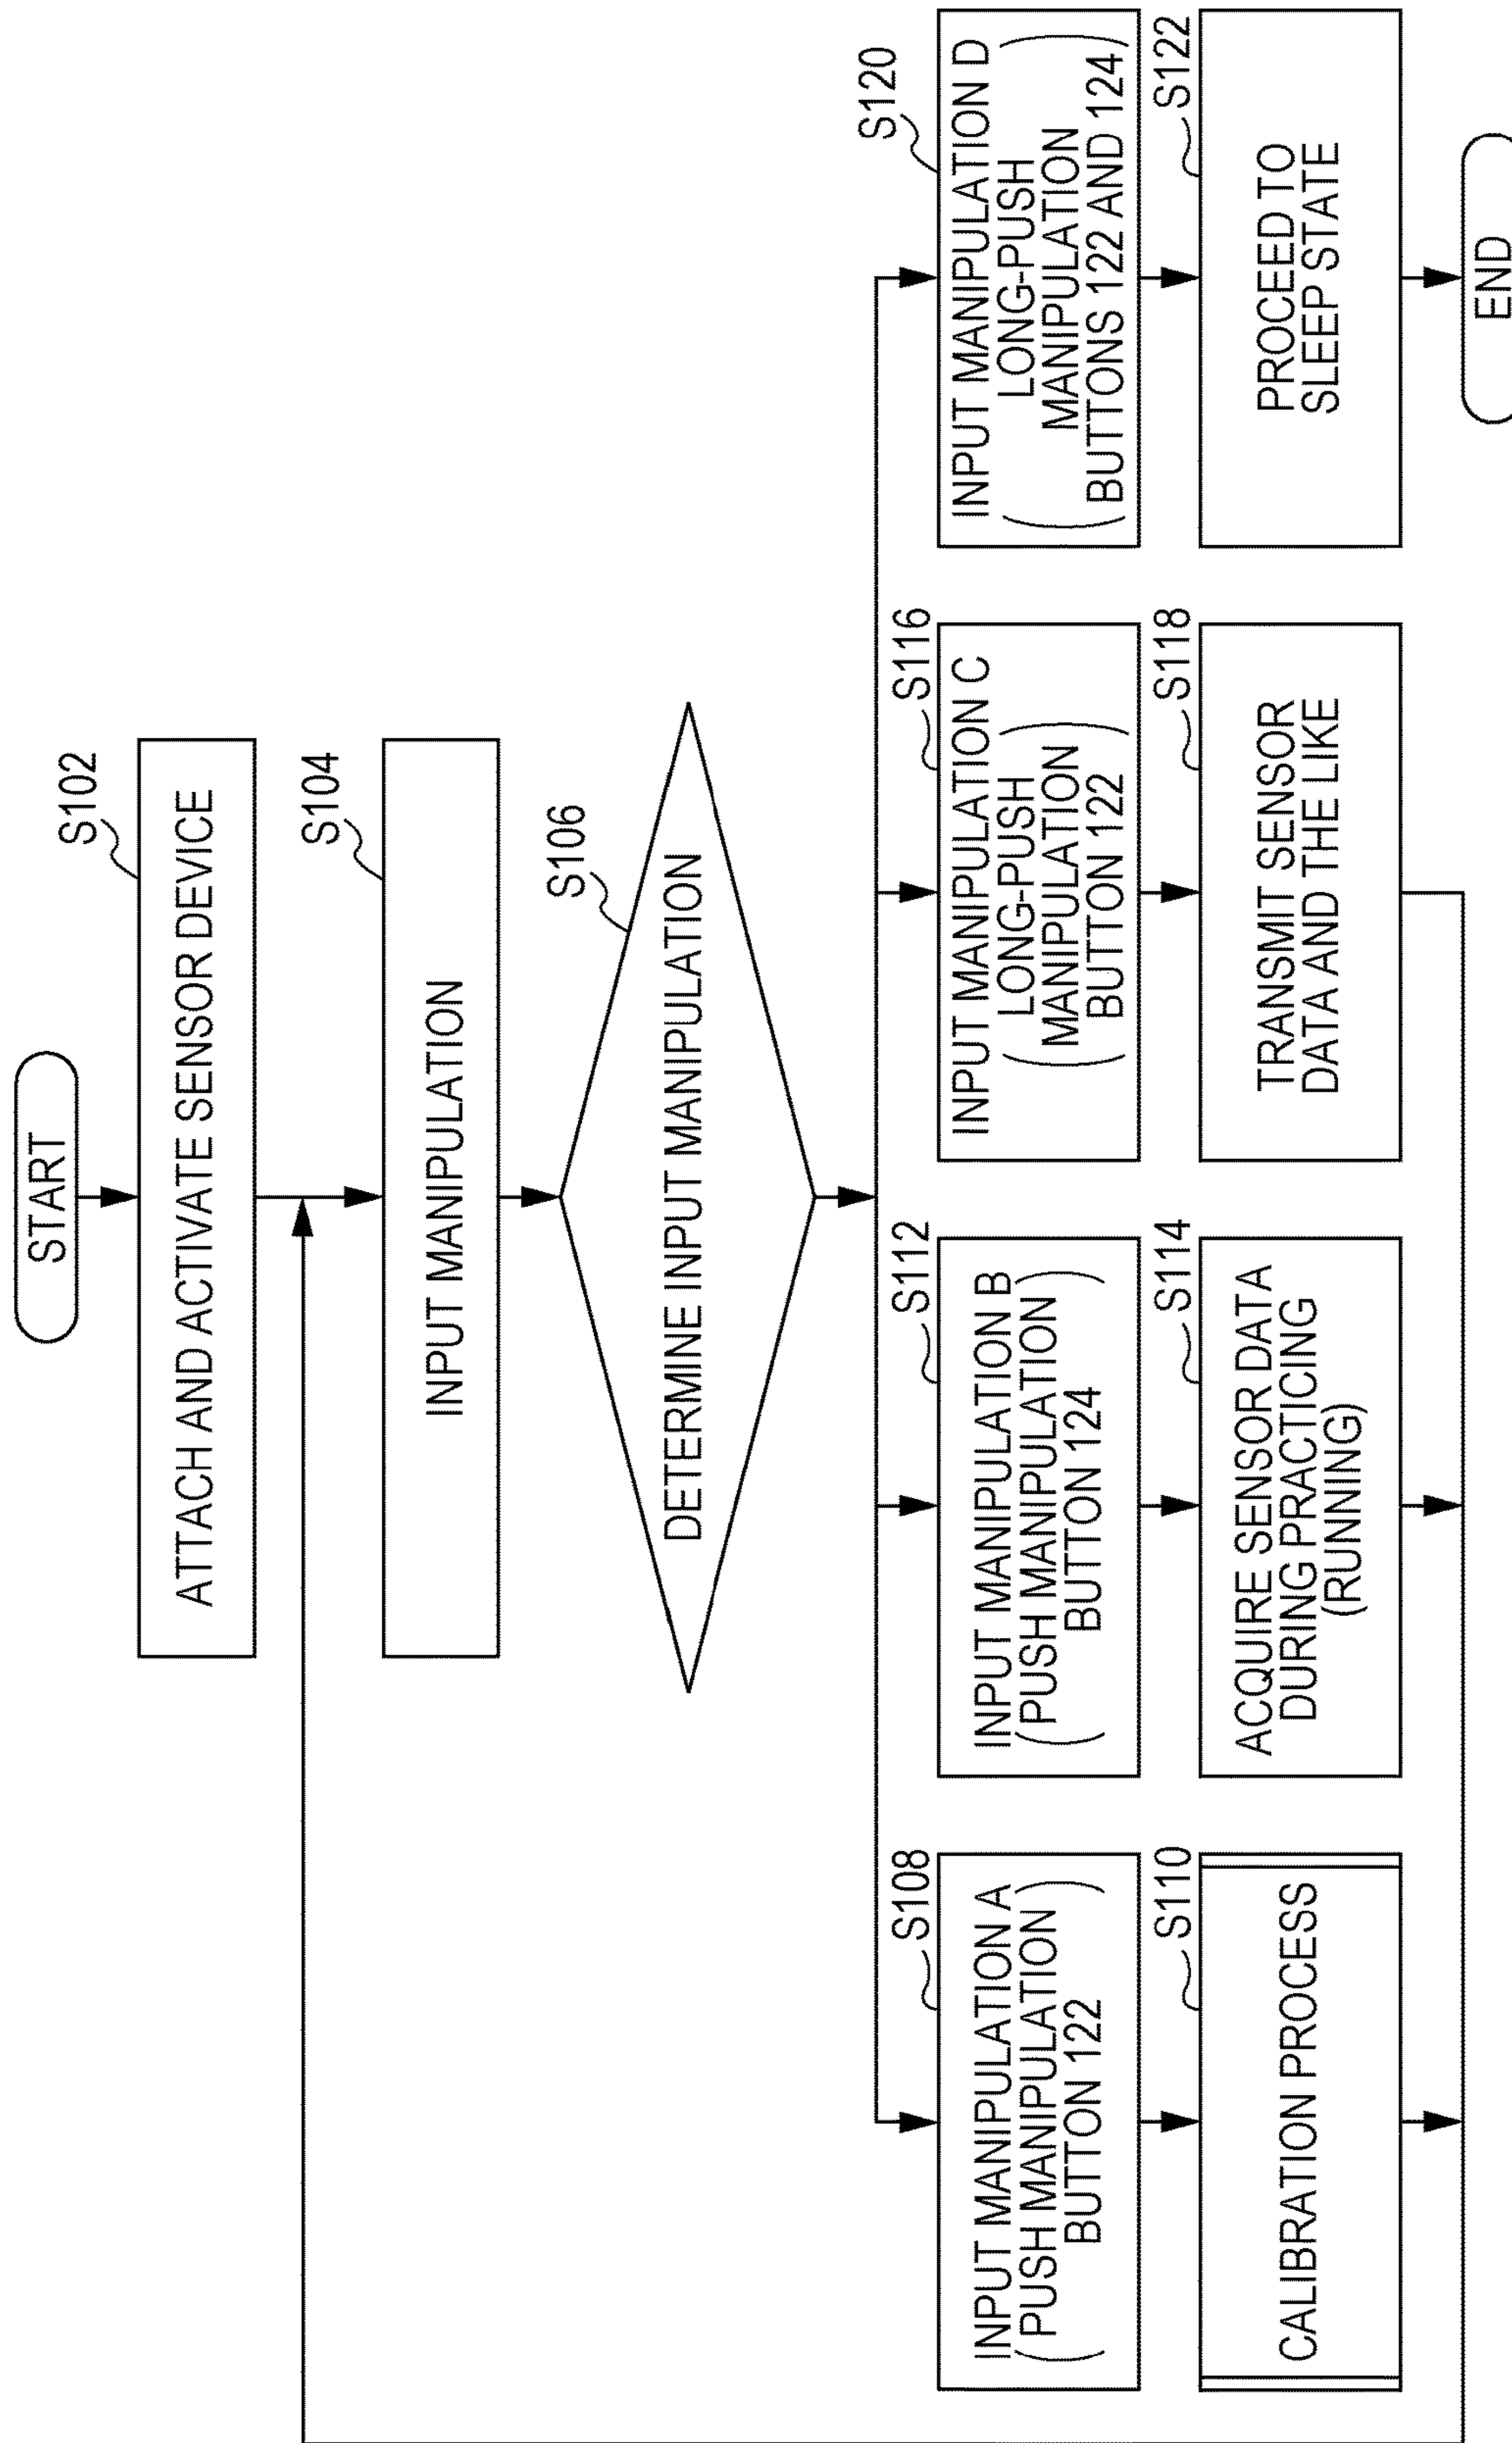 START
S102
ATTACH AND ACTIVATE SENSOR DEVICE
S104
INPUT MANIPULATION
S106
DETERMINE INPUT MANIPULATION
S108
INPUT MANIPULATION A
(PUSH MANIPULATION
BUTTON 122)
S110
CALIBRATION PROCESS
S112
INPUT MANIPULATION B
(PUSH MANIPULATION
BUTTON 124)
S114
ACQUIRE SENSOR DATA
DURING PRACTICING
(RUNNING)
S116
INPUT MANIPULATION C
(LONG-PUSH
MANIPULATION
BUTTON 122)
S118
TRANSMIT SENSOR
DATA AND THE LIKE
S120
INPUT MANIPULATION D
(LONG-PUSH
MANIPULATION
BUTTONS 122 AND 124)
S122
PROCEED TO
SLEEP STATE
END